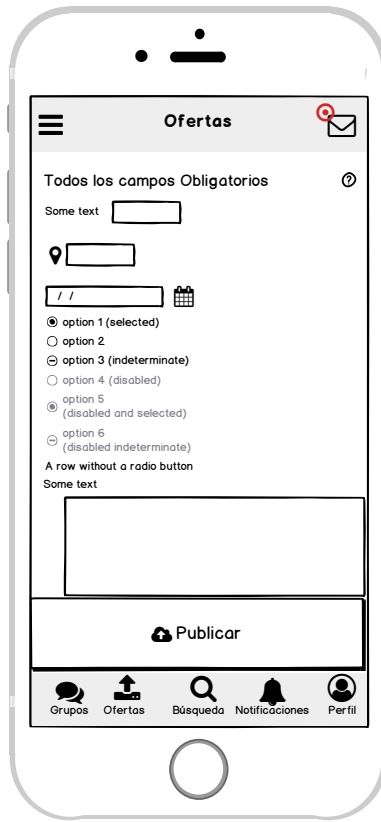 Ofertas
Todos los campos Obligatorios
Some text
/ /
option 1 (selected)
option 2
option 3 (indeterminate)
option 4 (disabled)
option 5
(disabled and selected)
option 6
(disabled indeterminate)
A row without a radio button
Some text
Publicar
Grupos Ofertas Búsqueda Notificaciones Perfil